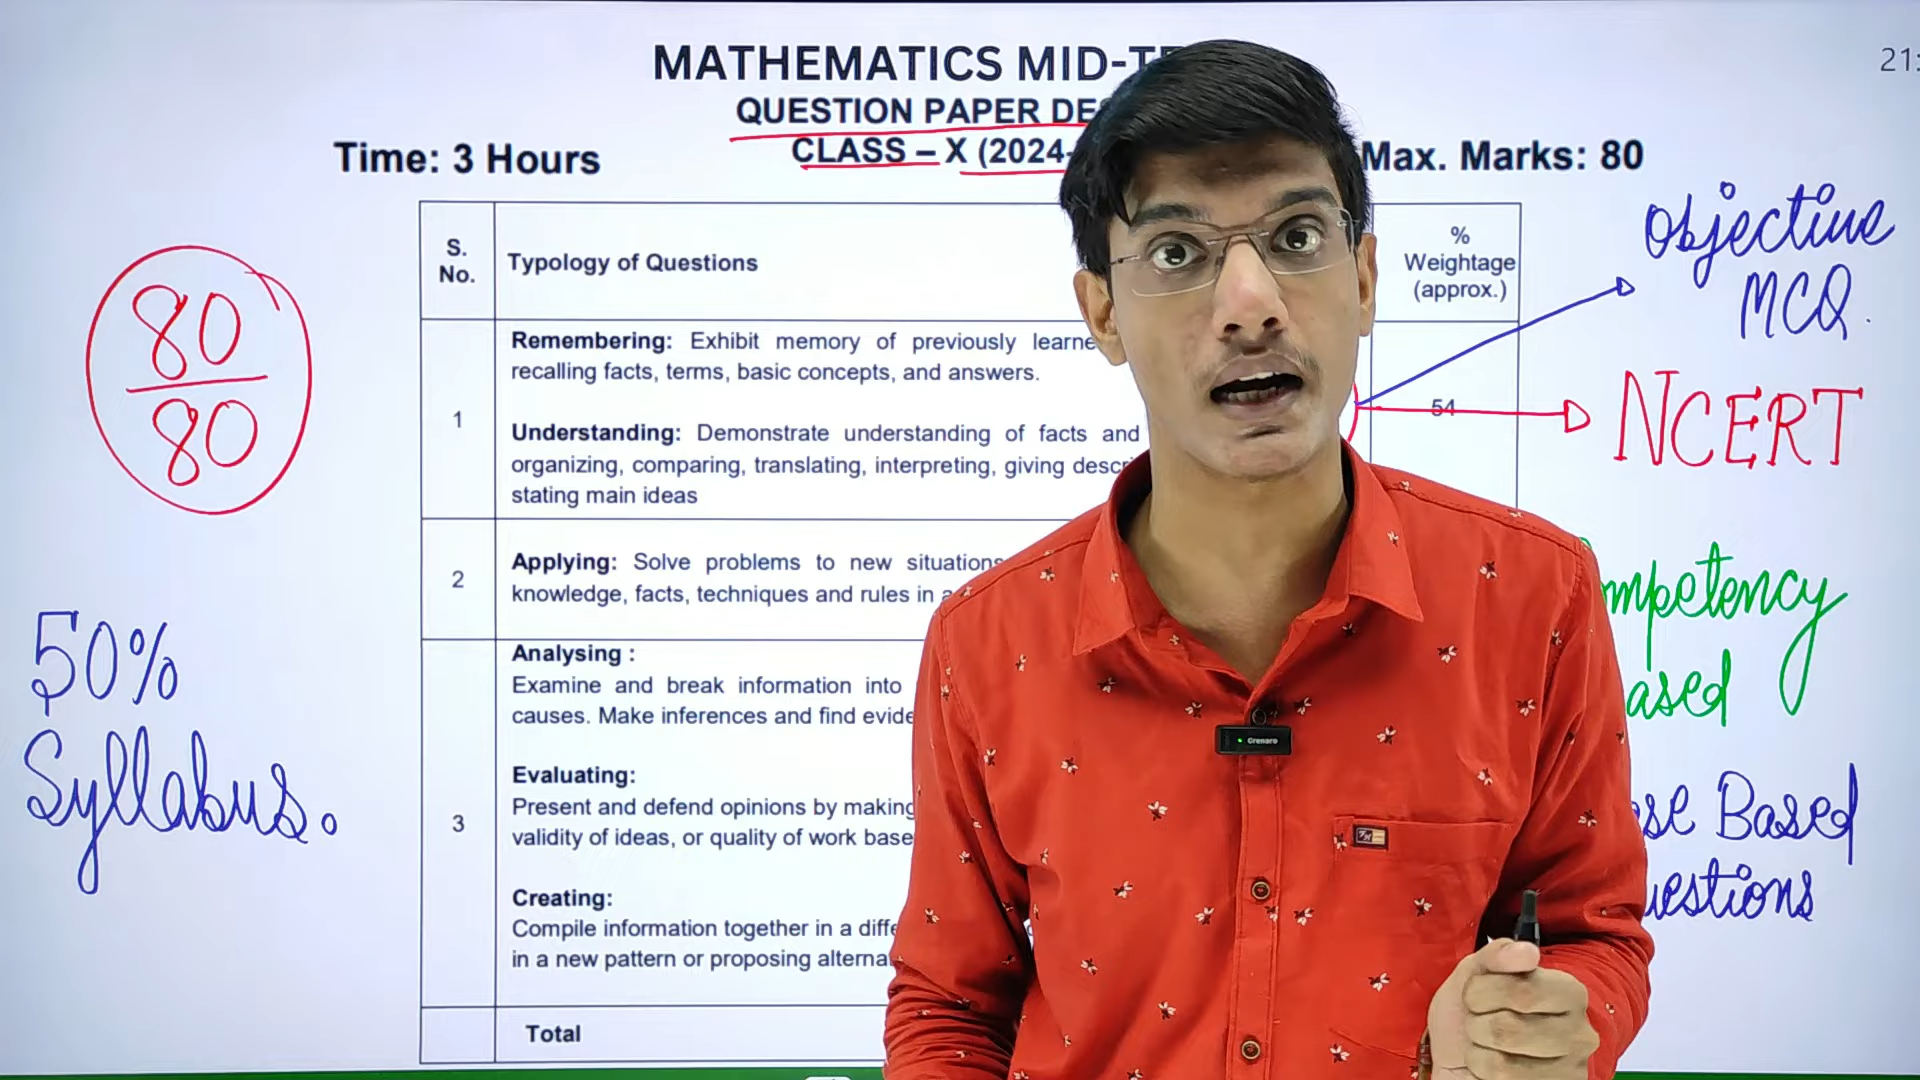 MATHEMATICS MID-TE
21:
QUESTION PAPER DES
CLASS – X (2024-
Time: 3 Hours
Max. Marks: 80
S. No.
Typology of Questions
%
Weightage
(approx.)
1
Remembering: Exhibit memory of previously learne
recalling facts, terms, basic concepts, and answers.
Understanding: Demonstrate understanding of facts and
organizing, comparing, translating, interpreting, giving descri
stating main ideas
54
2
Applying: Solve problems to new situations
knowledge, facts, techniques and rules in a
3
Analysing :
Examine and break information into
causes. Make inferences and find evide
Evaluating:
Present and defend opinions by making
validity of ideas, or quality of work base
Creating:
Compile information together in a diffe
in a new pattern or proposing alterna
Total
80
80
50%
Syllabus.
Objective
MCQ.
NCERT
mpetency
ased
se Based
uestions
Grenaro